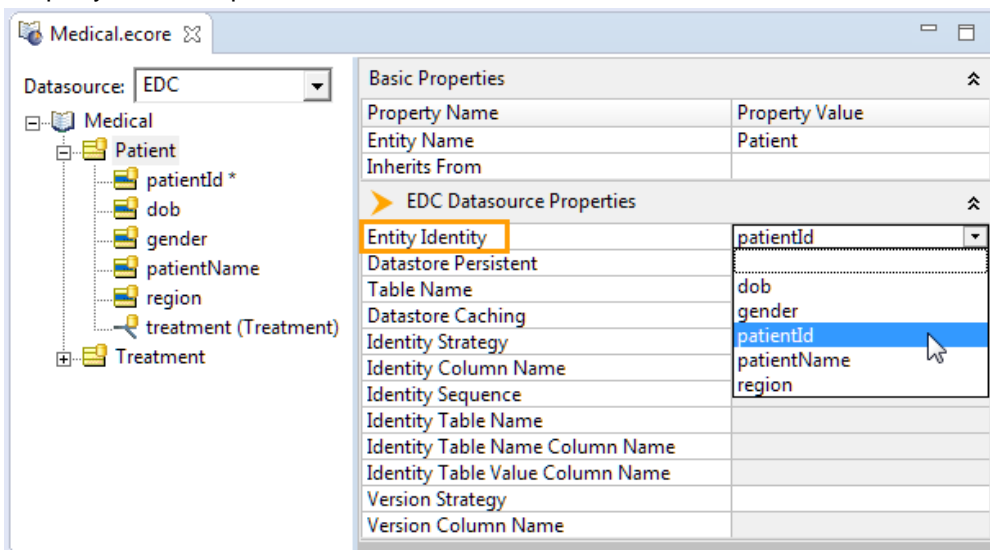 Medical.ecore
Datasource: EDC
Medical
Patient
patientId *
dob
gender
patientName
region
treatment (Treatment)
Treatment
Basic Properties
Property Name Property Value
Entity Name Patient
Inherits From
EDC Datasource Properties
Entity Identity patientId
Datastore Persistent
Table Name
Datastore Caching
Identity Strategy
Identity Column Name
Identity Sequence
Identity Table Name
Identity Table Name Column Name
Identity Table Value Column Name
Version Strategy
Version Column Name
dob
gender
patientId
patientName
region